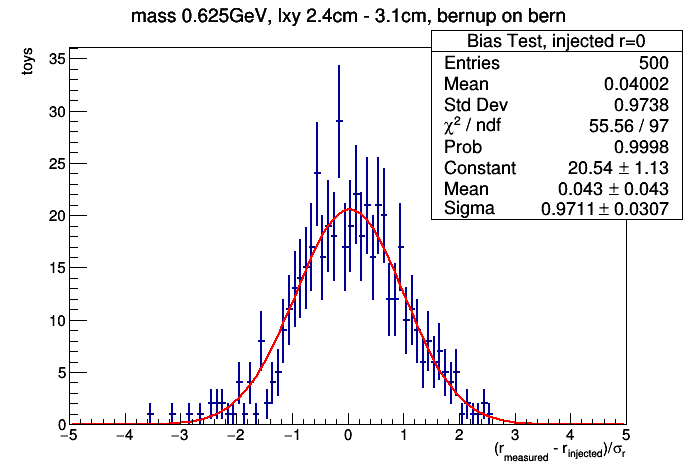 mass 0.625GeV, lxy 2.4cm - 3.1cm, bernup on bern
Bias Test, injected r=0
Entries 500
Mean 0.04002
Std Dev 0.9738
χ² / ndf 55.56 / 97
Prob 0.9998
Constant 20.54 ± 1.13
Mean 0.043 ± 0.043
Sigma 0.9711 ± 0.0307
toys
35
30
25
20
15
10
5
0
−5 −4 −3 −2 −1 0 1 2 3 4 5
(r_measured - r_injected)/σ_r